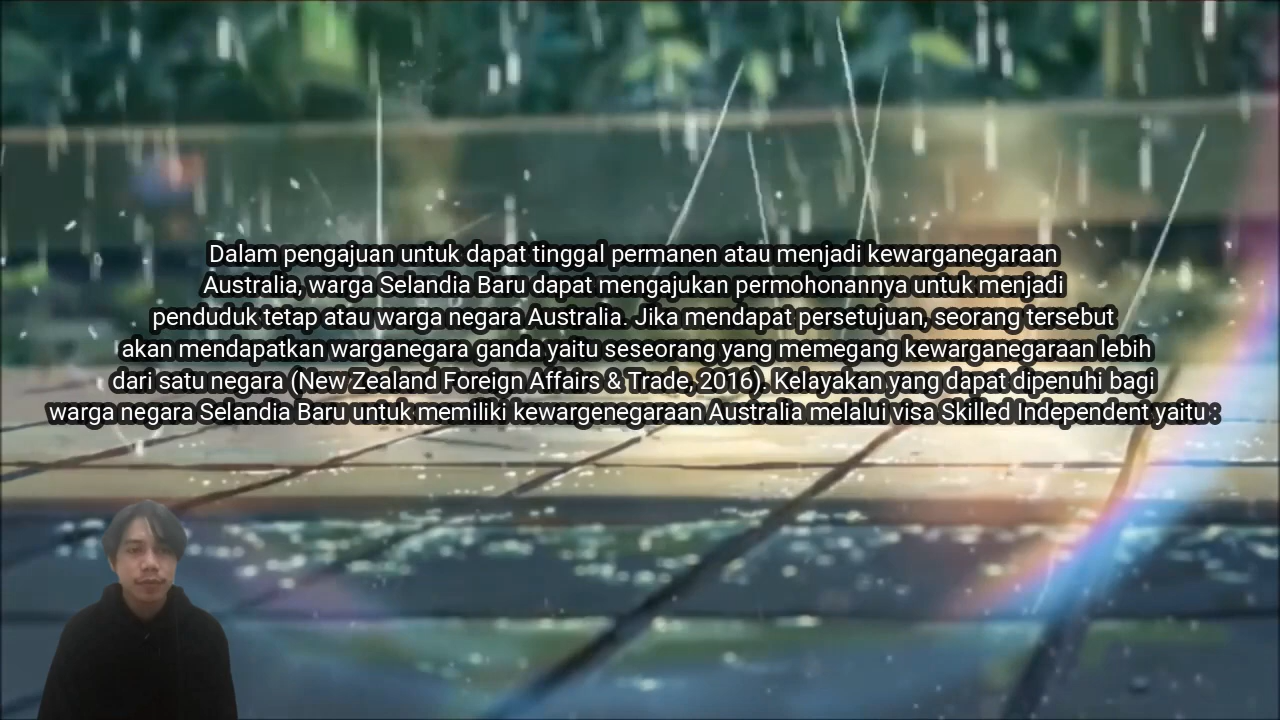 Dalam pengajuan untuk dapat tinggal permanen atau menjadi kewarganegaraan
Australia, warga Selandia Baru dapat mengajukan permohonannya untuk menjadi
penduduk tetap atau warga negara Australia. Jika mendapat persetujuan, seorang tersebut
akan mendapatkan warganegara ganda yaitu seseorang yang memegang kewarganegaraan lebih
dari satu negara (New Zealand Foreign Affairs & Trade, 2016). Kelayakan yang dapat dipenuhi bagi
warga negara Selandia Baru untuk memiliki kewargenegaraan Australia melalui visa Skilled Independent yaitu :